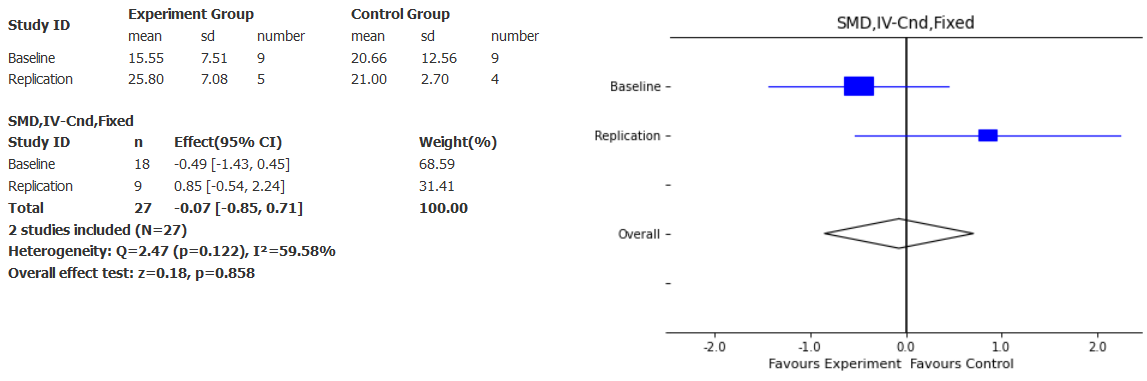 Study ID Experiment Group Control Group
mean sd number mean sd number
Baseline 15.55 7.51 9 20.66 12.56 9
Replication 25.80 7.08 5 21.00 2.70 4
SMD,IV-Cnd,Fixed
Study ID n Effect(95% CI) Weight(%)
Baseline 18 -0.49 [-1.43, 0.45] 68.59
Replication 9 0.85 [-0.54, 2.24] 31.41
Total 27 -0.07 [-0.85, 0.71] 100.00
2 studies included (N=27)
Heterogeneity: Q=2.47 (p=0.122), I²=59.58%
Overall effect test: z=0.18, p=0.858
SMD,IV-Cnd,Fixed
Baseline
Replication
Overall
-2.0 -1.0 0.0 1.0 2.0
Favours Experiment Favours Control